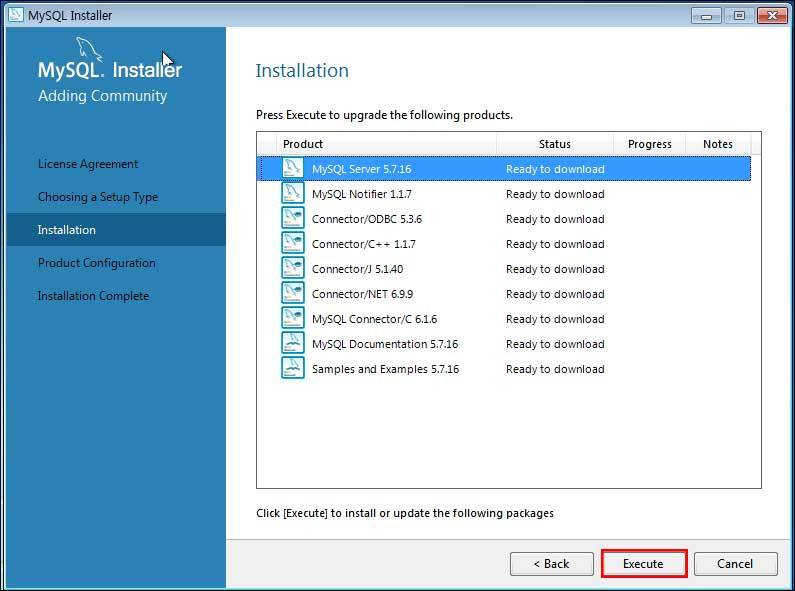 MySQL Installer
MySQL. Installer
Adding Community
License Agreement
Choosing a Setup Type
Installation
Product Configuration
Installation Complete
Installation
Press Execute to upgrade the following products.
Product Status Progress Notes
MySQL Server 5.7.16 Ready to download
MySQL Notifier 1.1.7 Ready to download
Connector/ODBC 5.3.6 Ready to download
Connector/C++ 1.1.7 Ready to download
Connector/J 5.1.40 Ready to download
Connector/NET 6.9.9 Ready to download
MySQL Connector/C 6.1.6 Ready to download
MySQL Documentation 5.7.16 Ready to download
Samples and Examples 5.7.16 Ready to download
Click [Execute] to install or update the following packages
< Back Execute Cancel